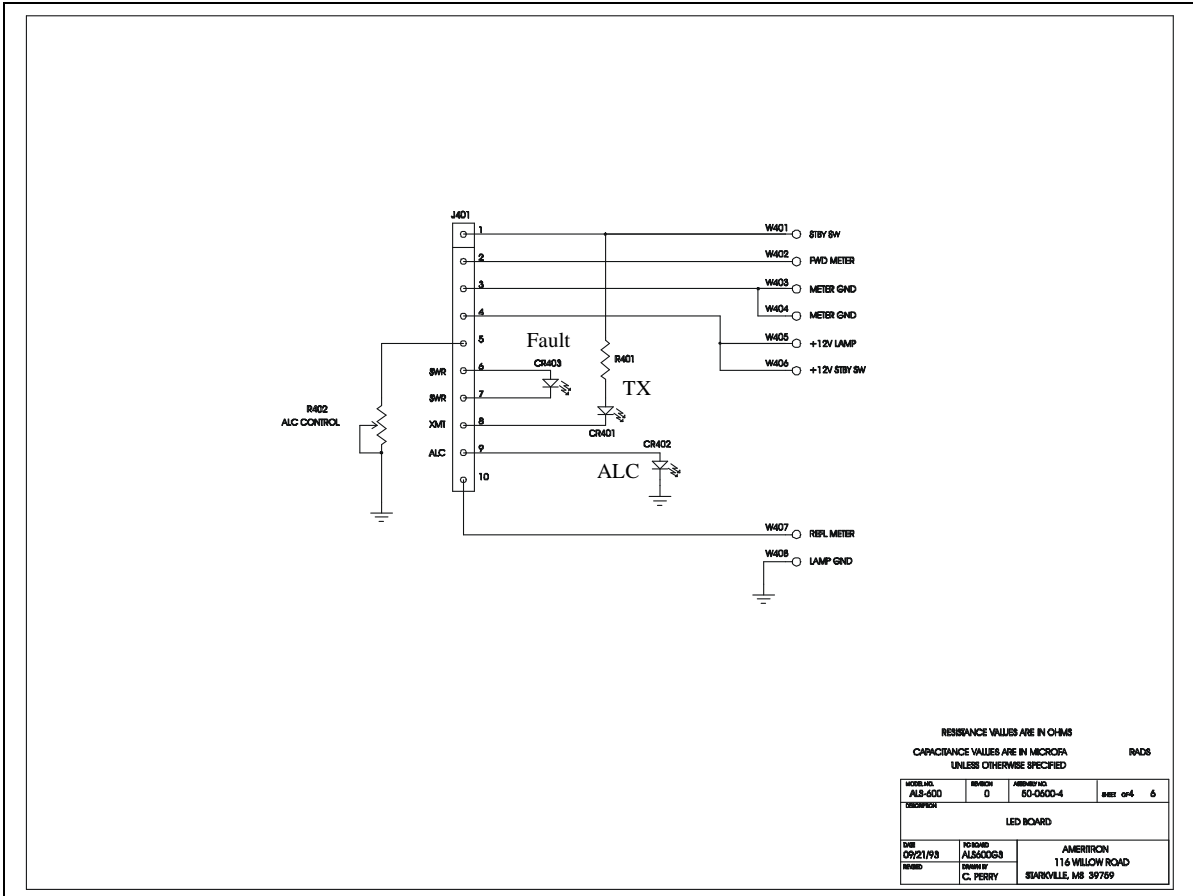 J401
1
W401 STBY SW
2
W402 FWD METER
3
W403 METER GND
4
W404 METER GND
5
W405 +12V LAMP
Fault
R401
SWR 6
CR403
W406 +12V STBY SW
TX
SWR 7
R402
ALC CONTROL
XMT 8
CR401
ALC 9
CR402
ALC
10
W407 REFL METER
W408 LAMP GND
RESISTANCE VALUES ARE IN OHMS
CAPACITANCE VALUES ARE IN MICROFA RADS
UNLESS OTHERWISE SPECIFIED
MODEL NO. REVISION ASSEMBLY NO.
ALS-600 0 50-0600-4 SHEET OF4 6
DESCRIPTION
LED BOARD
DATE PC BOARD
09/21/93 ALS600G3
REVISED DRAWN BY
C. PERRY
AMERITRON
116 WILLOW ROAD
STARKVILLE, MS 39759